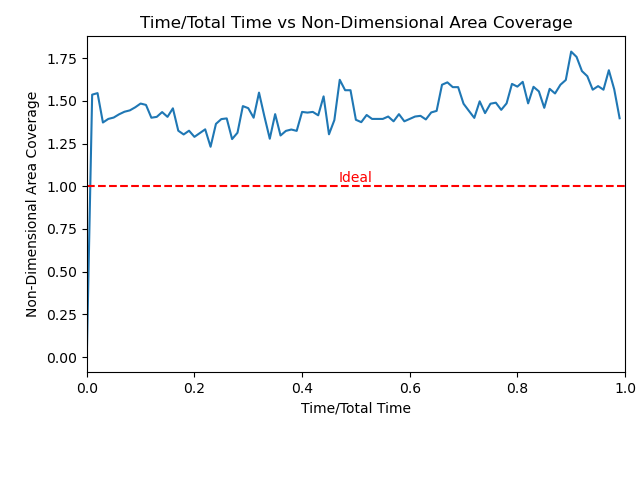 Time/Total Time vs Non-Dimensional Area Coverage
Non-Dimensional Area Coverage
1.75
1.50
1.25
1.00
0.75
0.50
0.25
0.00
Ideal
0.0 0.2 0.4 0.6 0.8 1.0
Time/Total Time